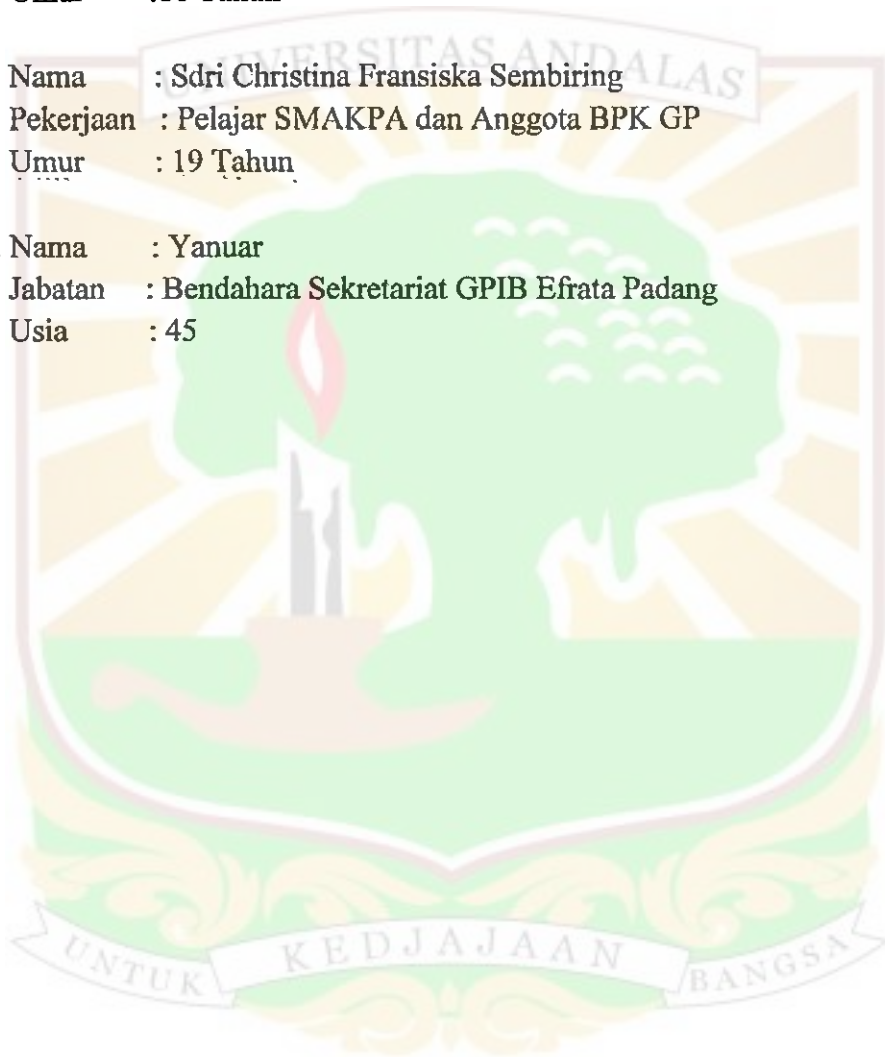 Nama : Sdri Christina Fransiska Sembiring
Pekerjaan : Pelajar SMAKPA dan Anggota BPK GP
Umur : 19 Tahun
Nama : Yanuar
Jabatan : Bendahara Sekretariat GPIB Efrata Padang
Usia : 45
UNIVERSITAS ANDALAS
UNTUK KEDJAJAAN BANGSA